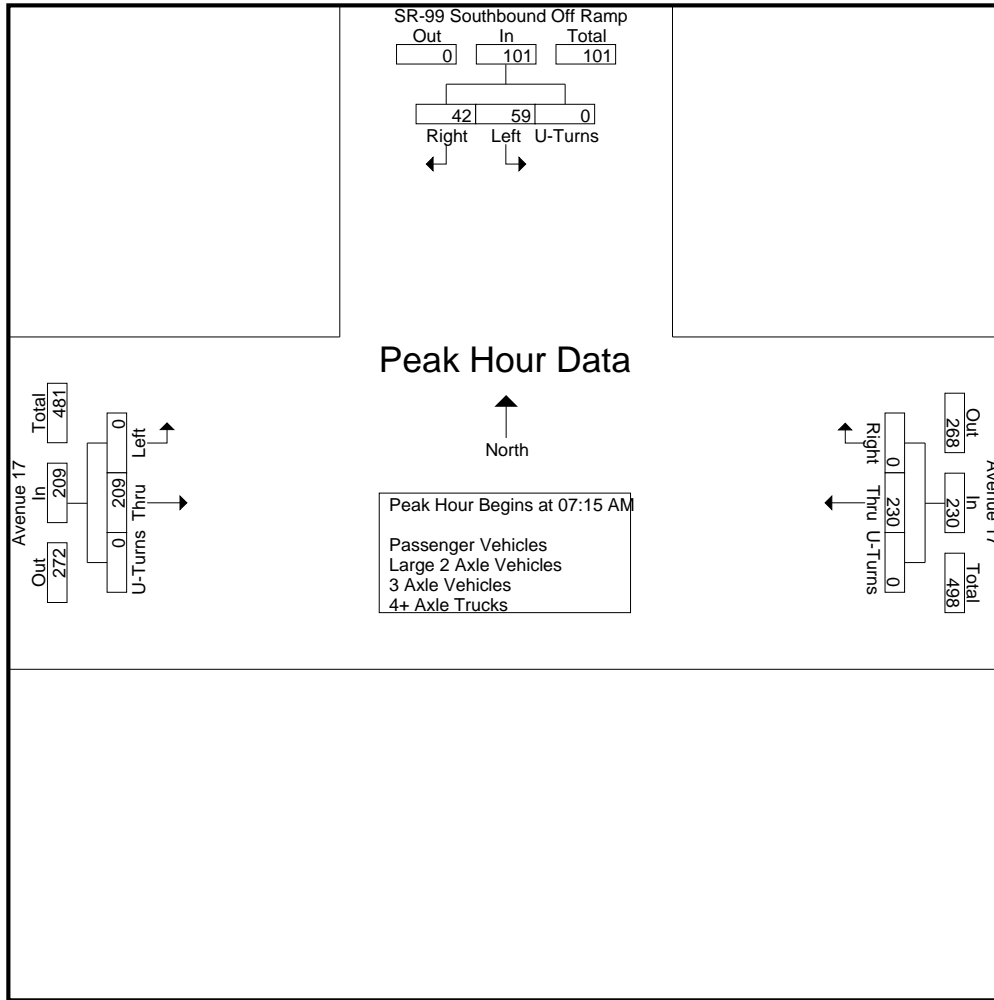 SR-99 Southbound Off Ramp
Out In Total
0 101 101
42 59 0
Right Left U-Turns
Peak Hour Data
North
Peak Hour Begins at 07:15 AM
Passenger Vehicles
Large 2 Axle Vehicles
3 Axle Vehicles
4+ Axle Trucks
Avenue 17
Out In Total
272 209 481
0 209 0
U-Turns Thru Left
Avenue 17
Out In Total
268 230 498
0 230 0
Right Thru U-Turns